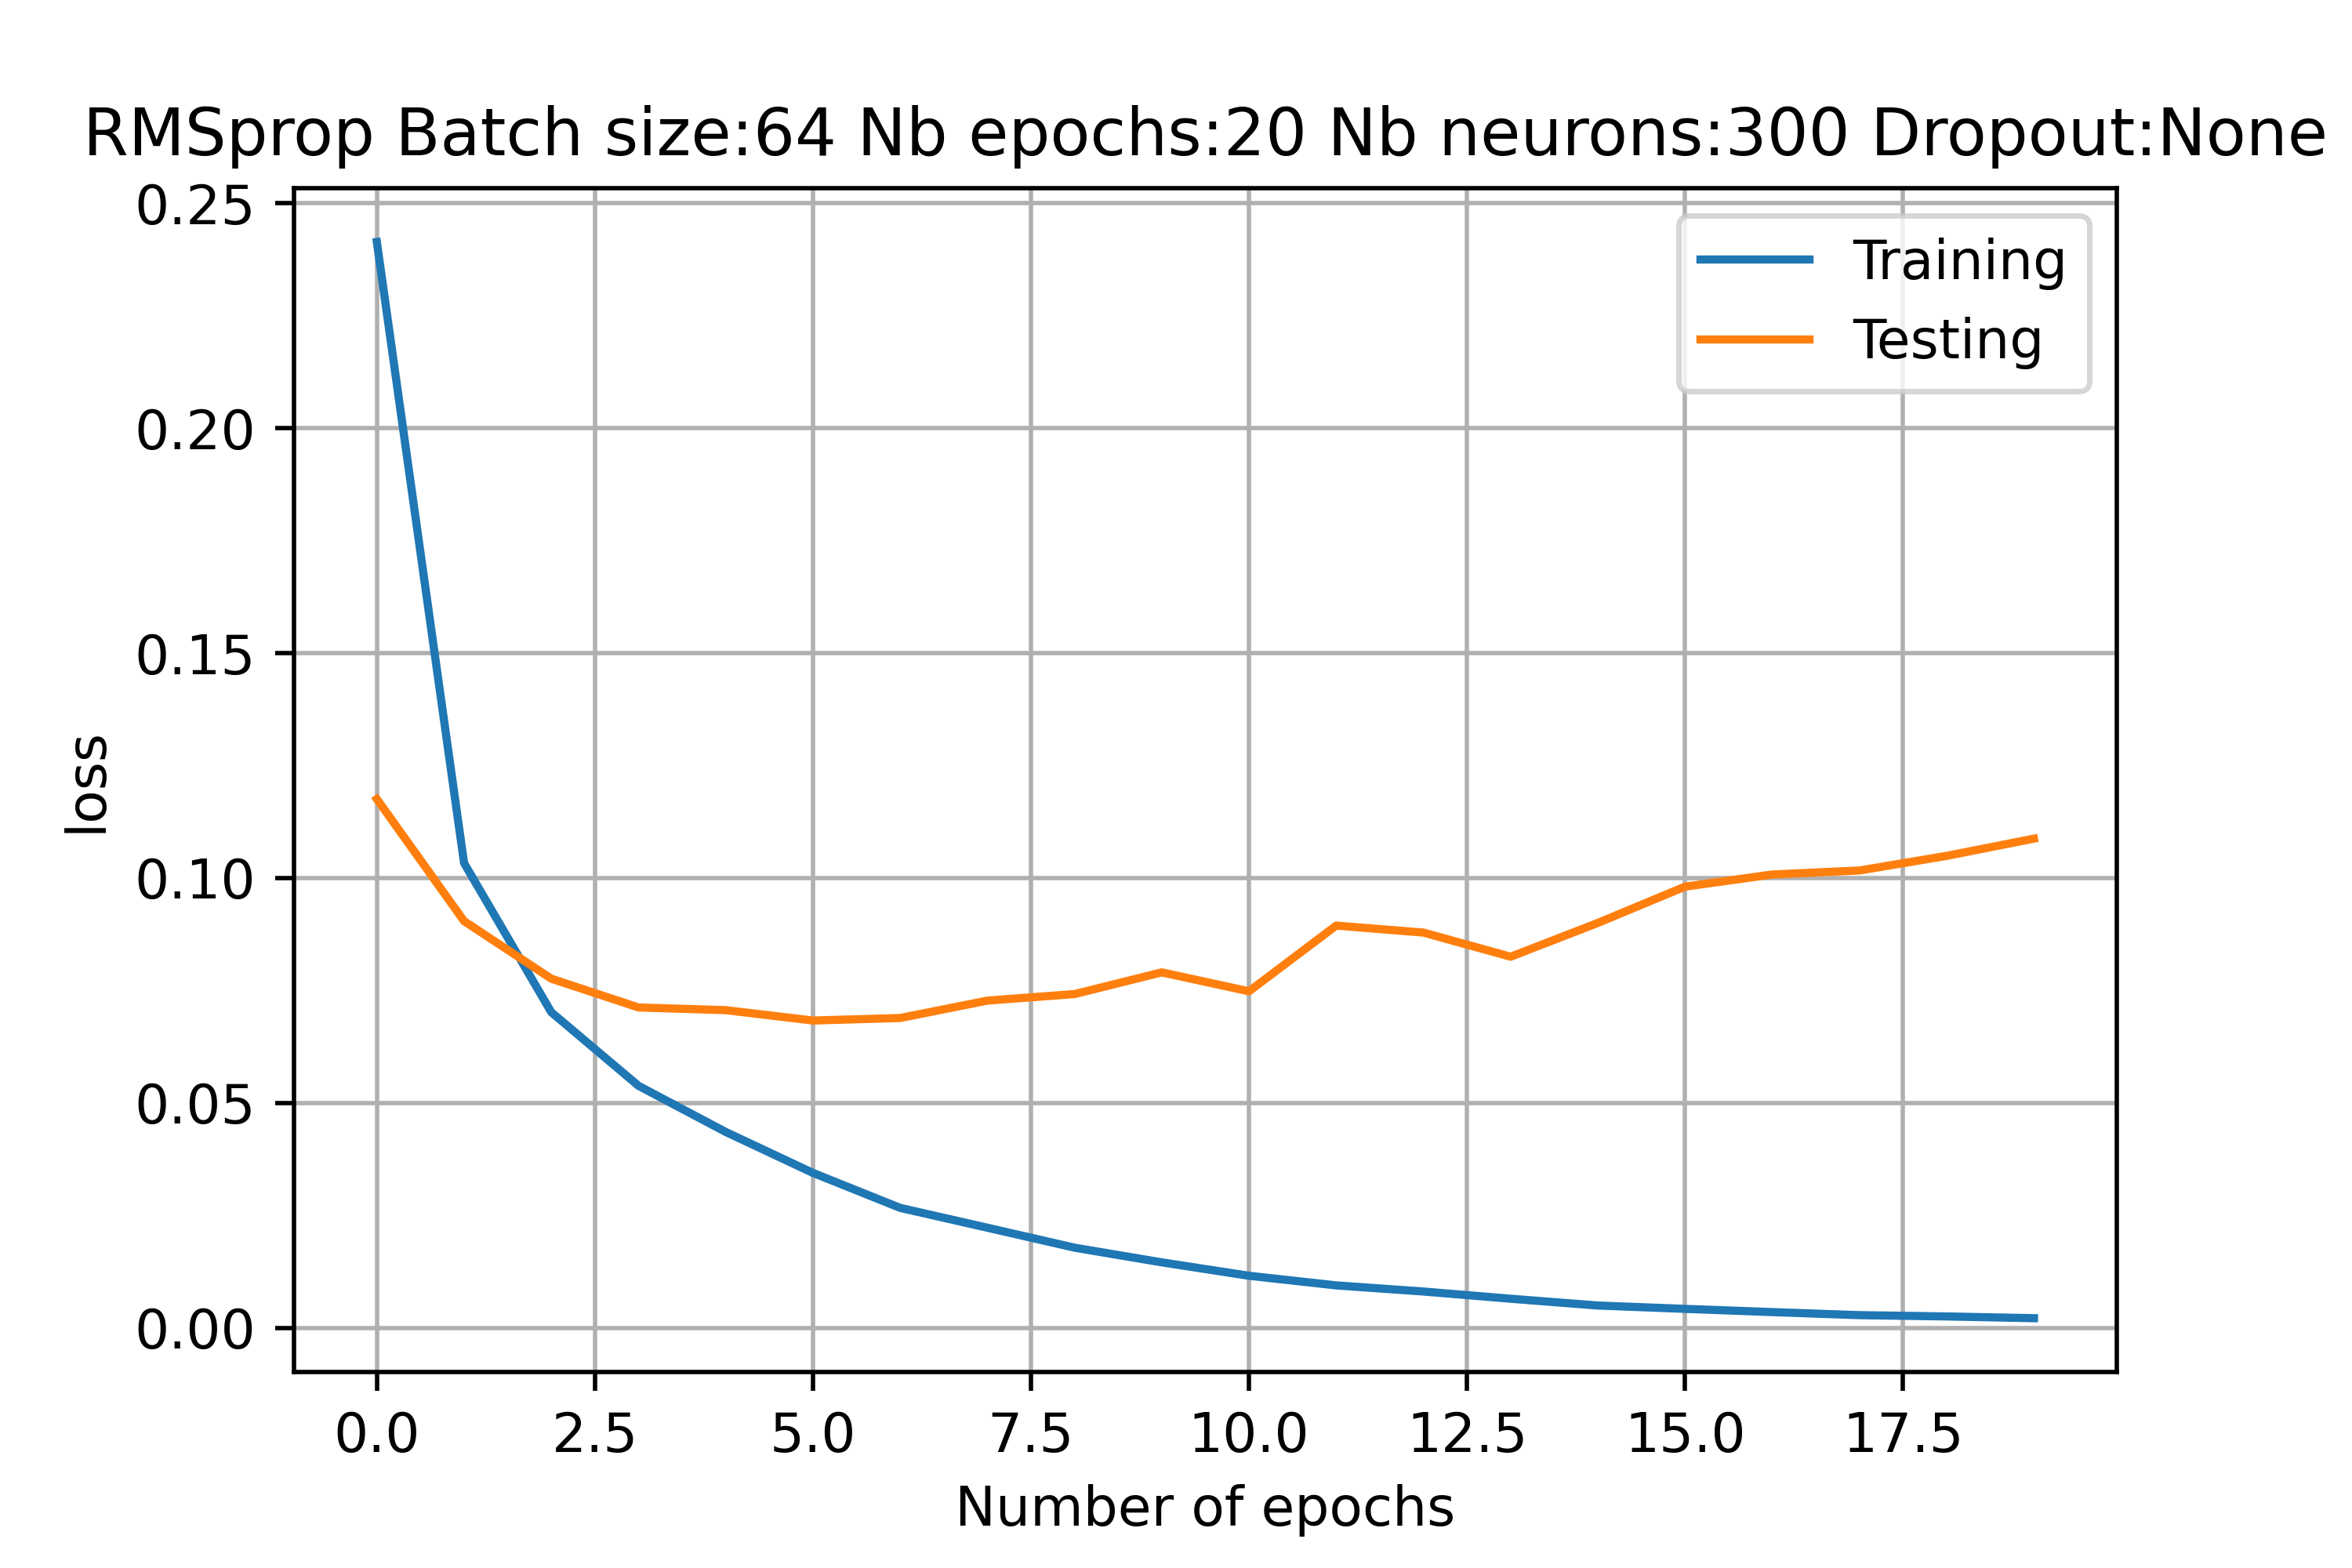 RMSprop Batch size:64 Nb epochs:20 Nb neurons:300 Dropout:None
0.25
0.20
0.15
0.10
0.05
0.00
loss
Training
Testing
0.0 2.5 5.0 7.5 10.0 12.5 15.0 17.5
Number of epochs